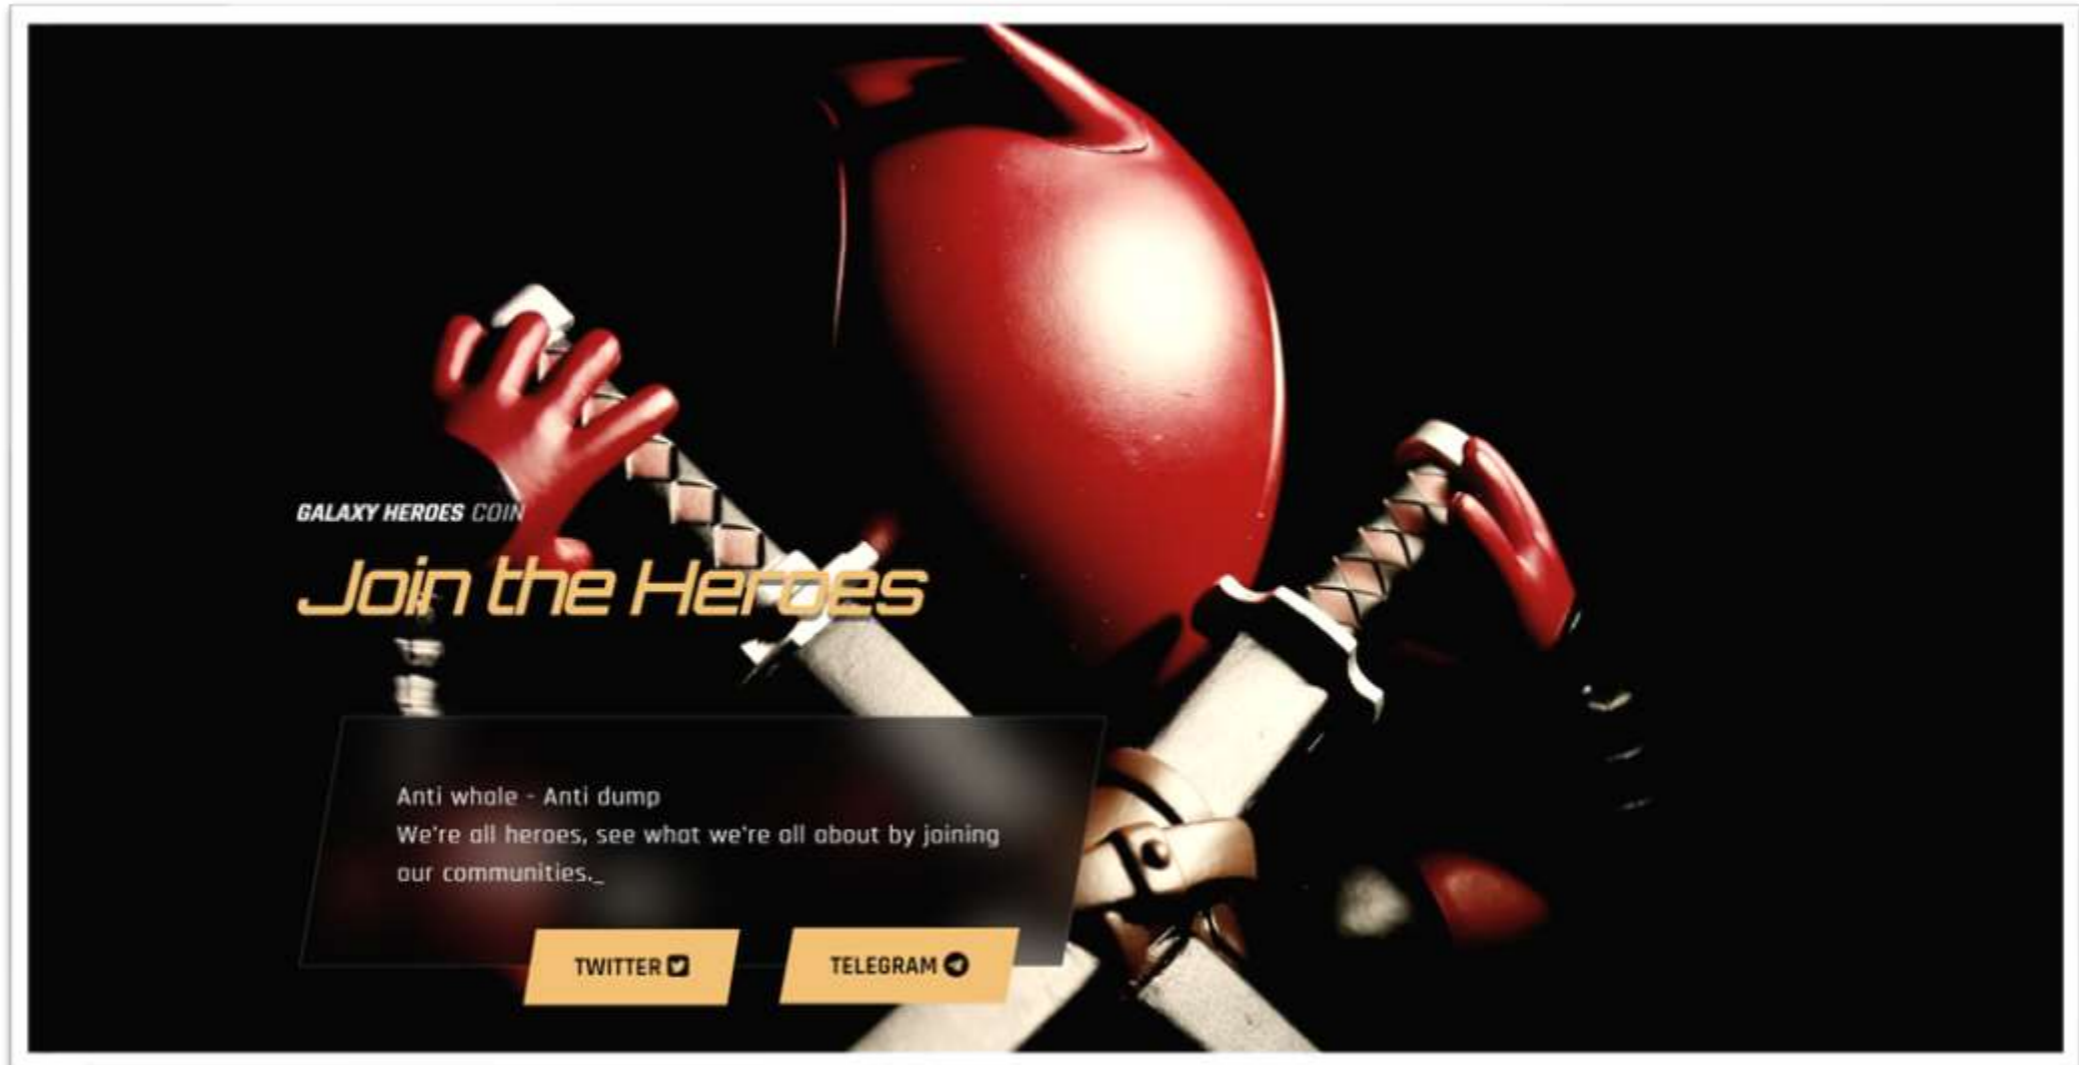 GALAXY HEROES COIN
Join the Heroes
Anti whale - Anti dump
We're all heroes, see what we're all about by joining
our communities._
TWITTER
TELEGRAM